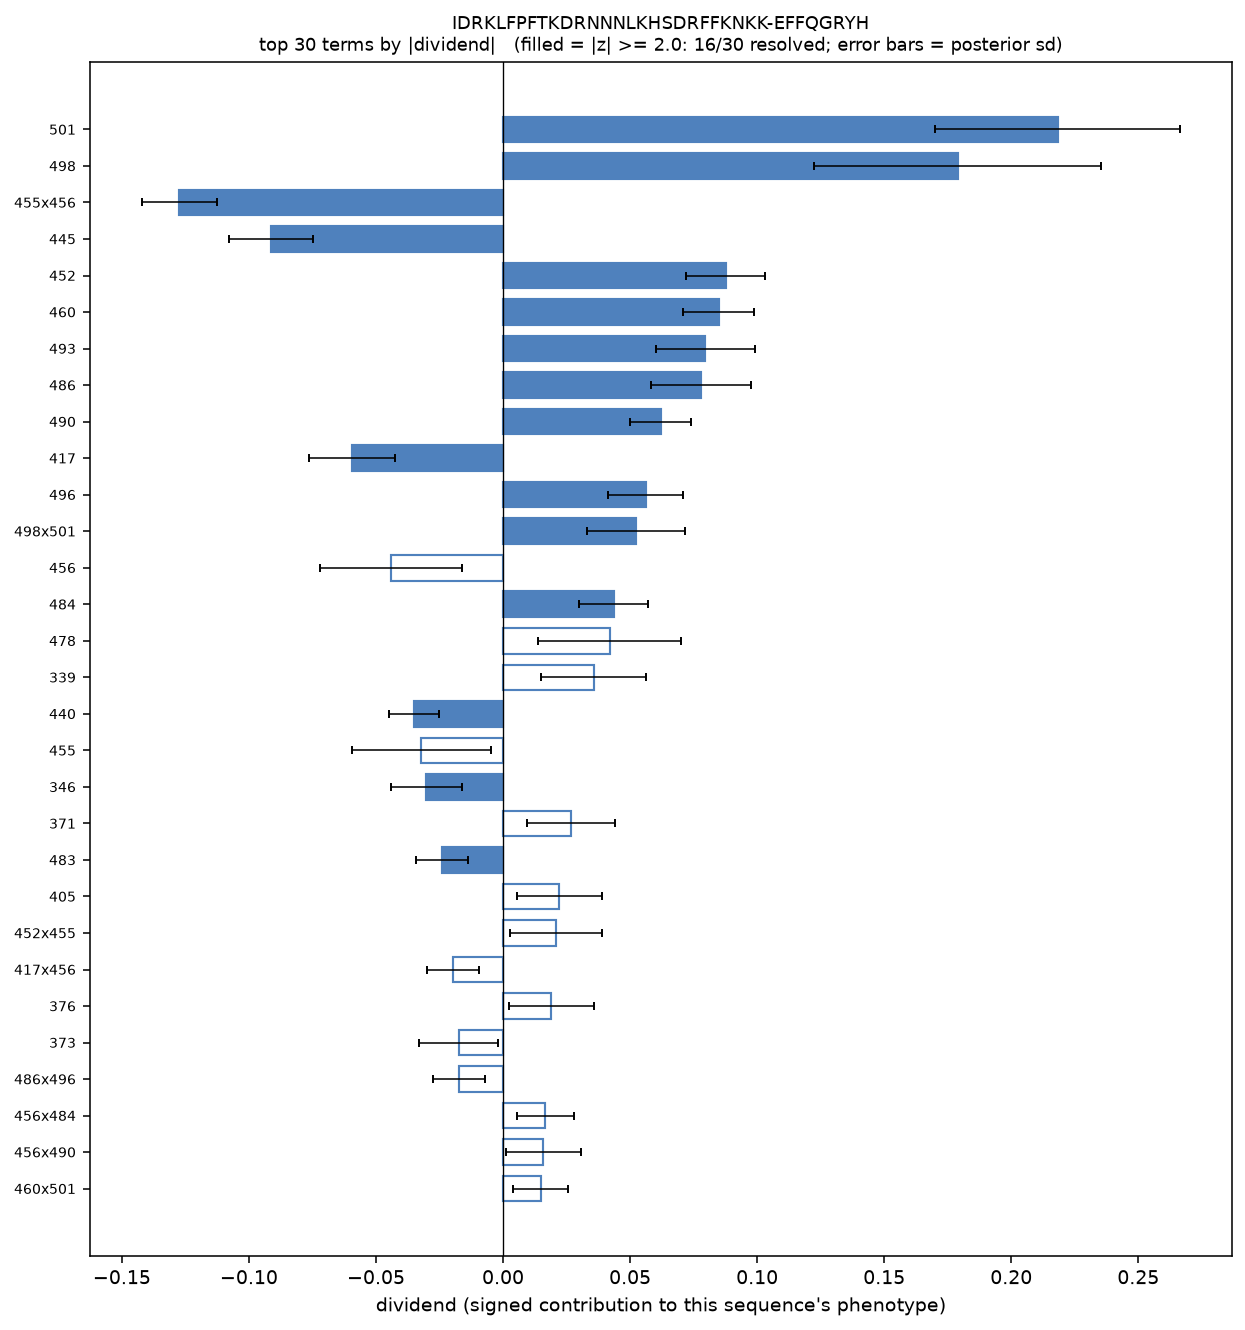 IDRKLFPFTKDRNNNLKHSDRFFKNKK-EFFQGRYH
top 30 terms by |dividend|   (filled = |z| >= 2.0: 16/30 resolved; error bars = posterior sd)
501
498
455x456
445
452
460
493
486
490
417
496
498x501
456
484
478
339
440
455
346
371
483
405
452x455
417x456
376
373
486x496
456x484
456x490
460x501
−0.15 −0.10 −0.05 0.00 0.05 0.10 0.15 0.20 0.25
dividend (signed contribution to this sequence's phenotype)